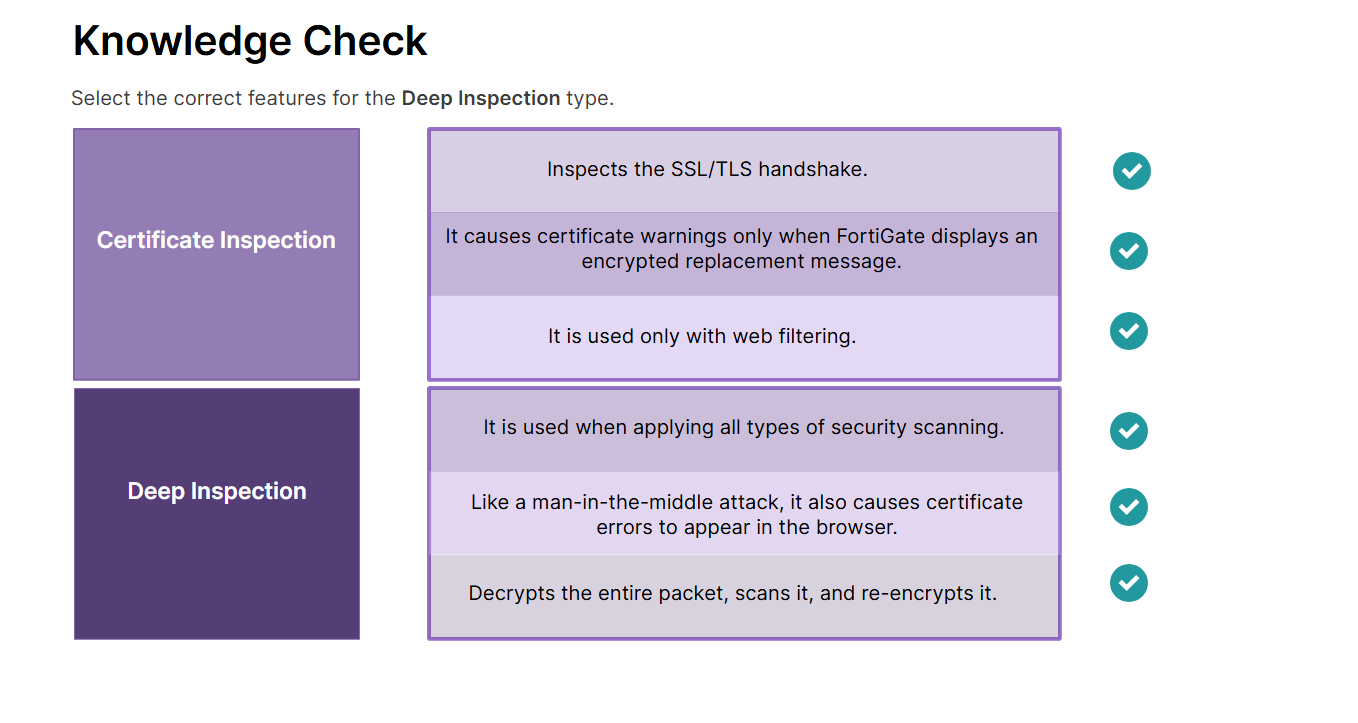 Knowledge Check
Select the correct features for the Deep Inspection type.
Certificate Inspection
Inspects the SSL/TLS handshake.
It causes certificate warnings only when FortiGate displays an
encrypted replacement message.
It is used only with web filtering.
Deep Inspection
It is used when applying all types of security scanning.
Like a man-in-the-middle attack, it also causes certificate
errors to appear in the browser.
Decrypts the entire packet, scans it, and re-encrypts it.